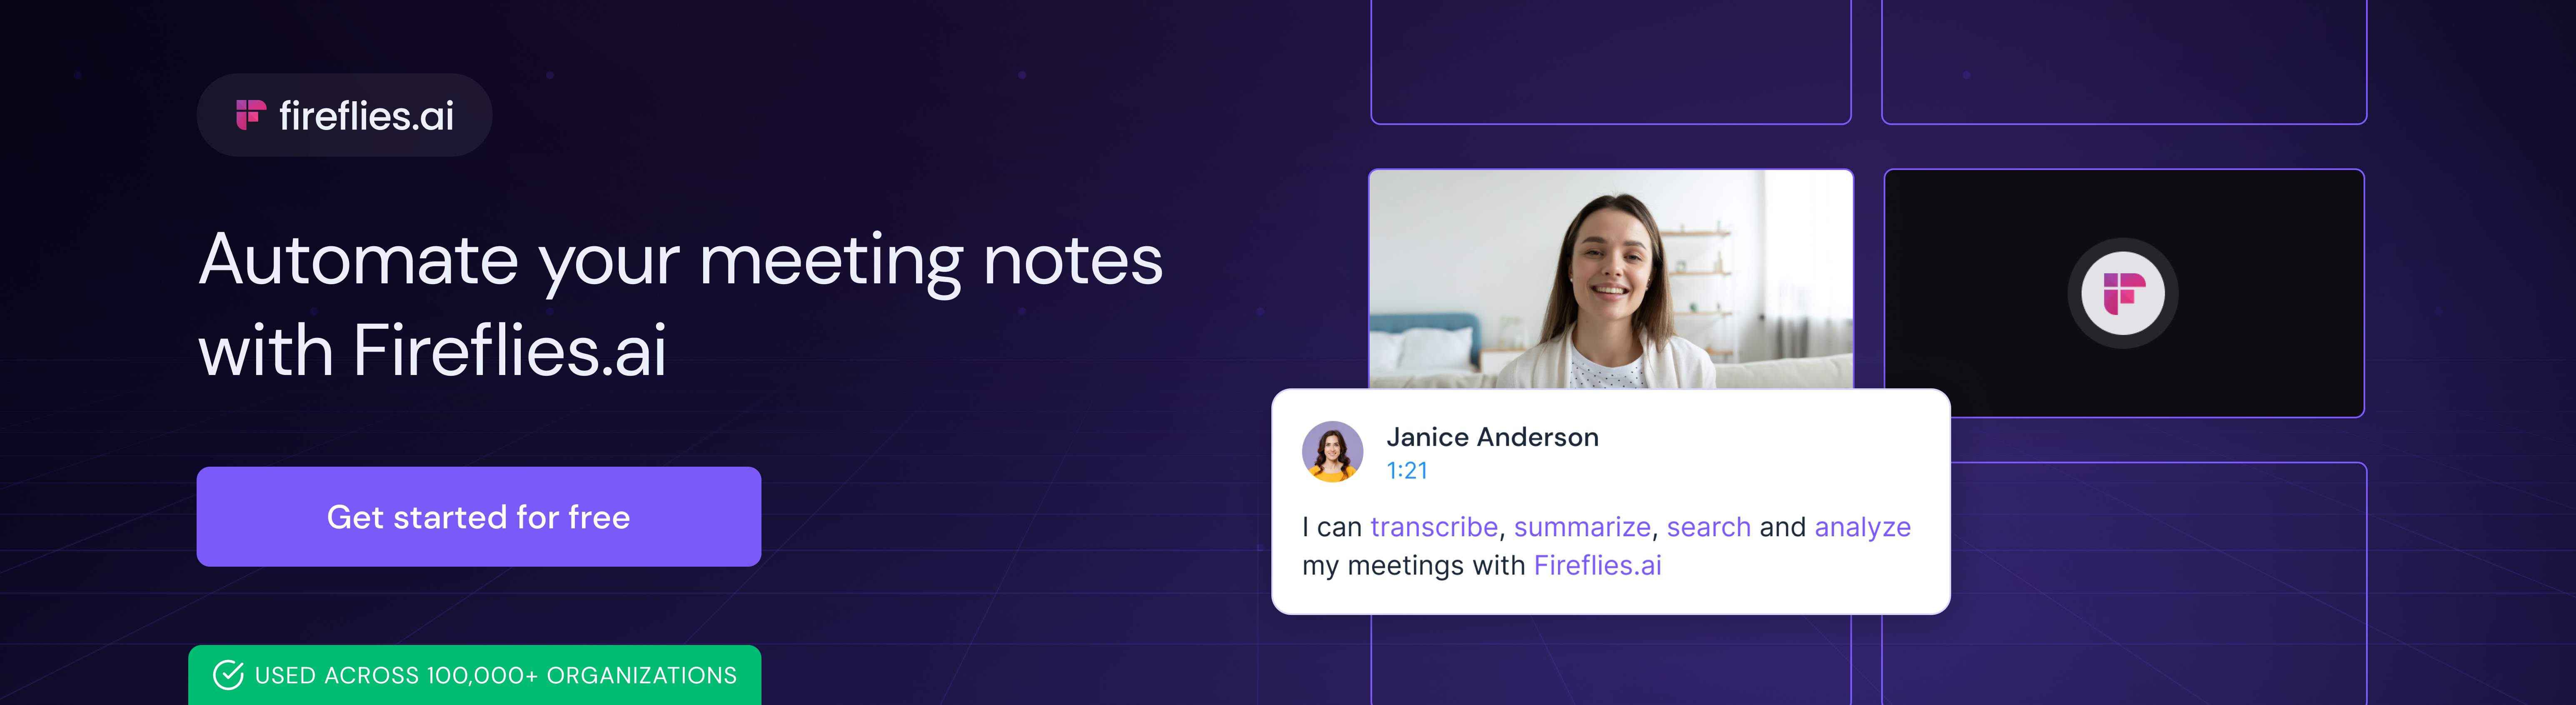 fireflies.ai
Automate your meeting notes
with Fireflies.ai
Get started for free
USED ACROSS 100,000+ ORGANIZATIONS
Janice Anderson
1:21
I can transcribe, summarize, search and analyze
my meetings with Fireflies.ai